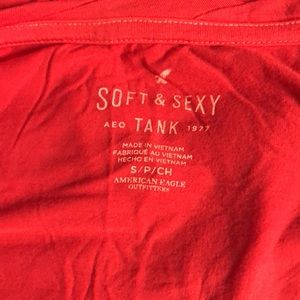 SOFT & SEXY
AEO TANK 1977
MADE IN VIETNAM
FABRIQUÉ AU VIETNAM
HECHO EN VIETNAM
S/P/CH
AMERICAN EAGLE
OUTFITTERS